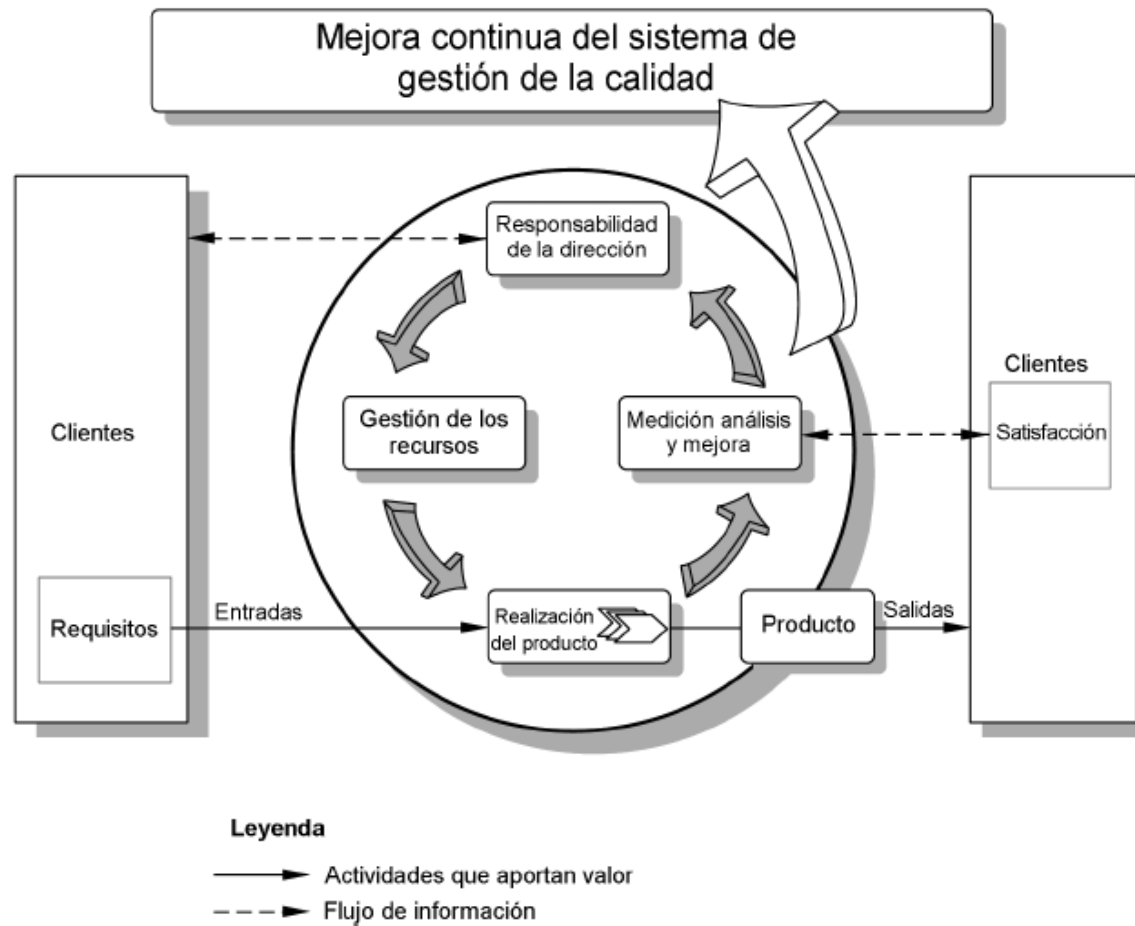 Mejora continua del sistema de
gestión de la calidad
Responsabilidad
de la dirección
Clientes
Gestión de los
recursos
Medición análisis
y mejora
Clientes
Satisfacción
Requisitos
Entradas
Realización
del producto
Producto
Salidas
Leyenda
Actividades que aportan valor
Flujo de información